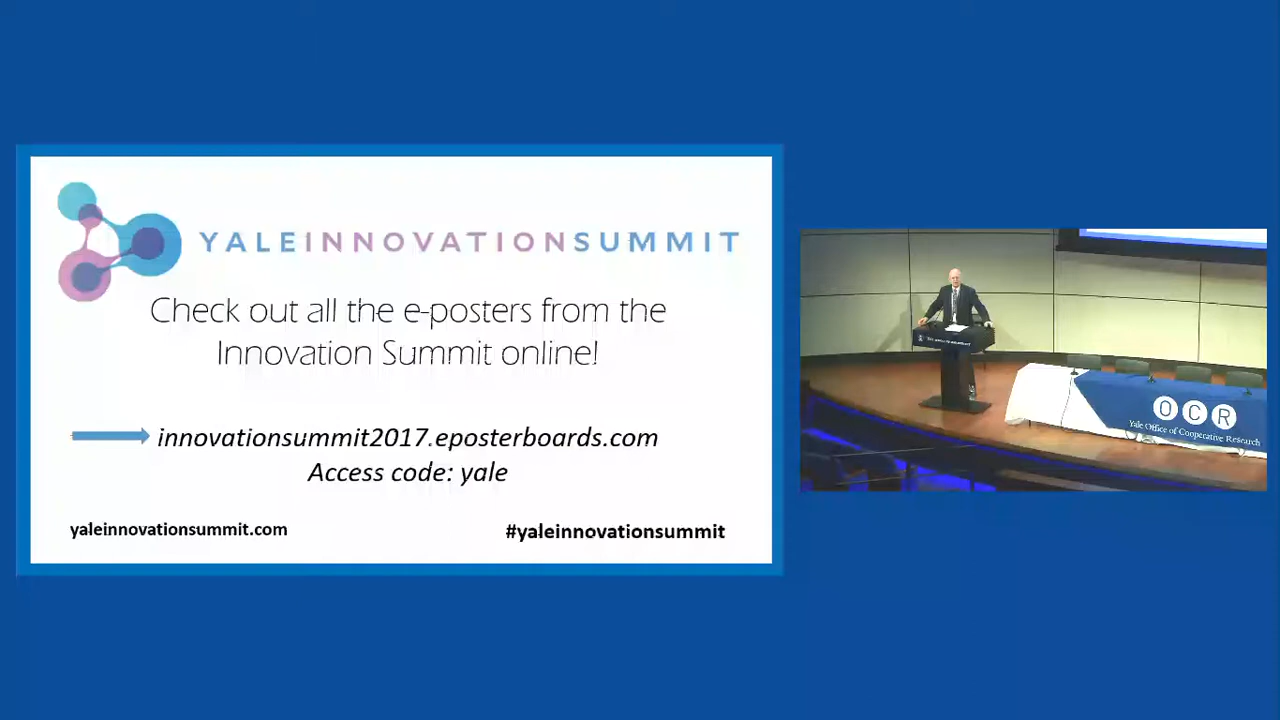 YALEINNOVATIONSUMMIT
Check out all the e-posters from the
Innovation Summit online!
innovationsummit2017.eposterboards.com
Access code: yale
yaleinnovationsummit.com
#yaleinnovationsummit
OCR
Yale Office of Cooperative Research